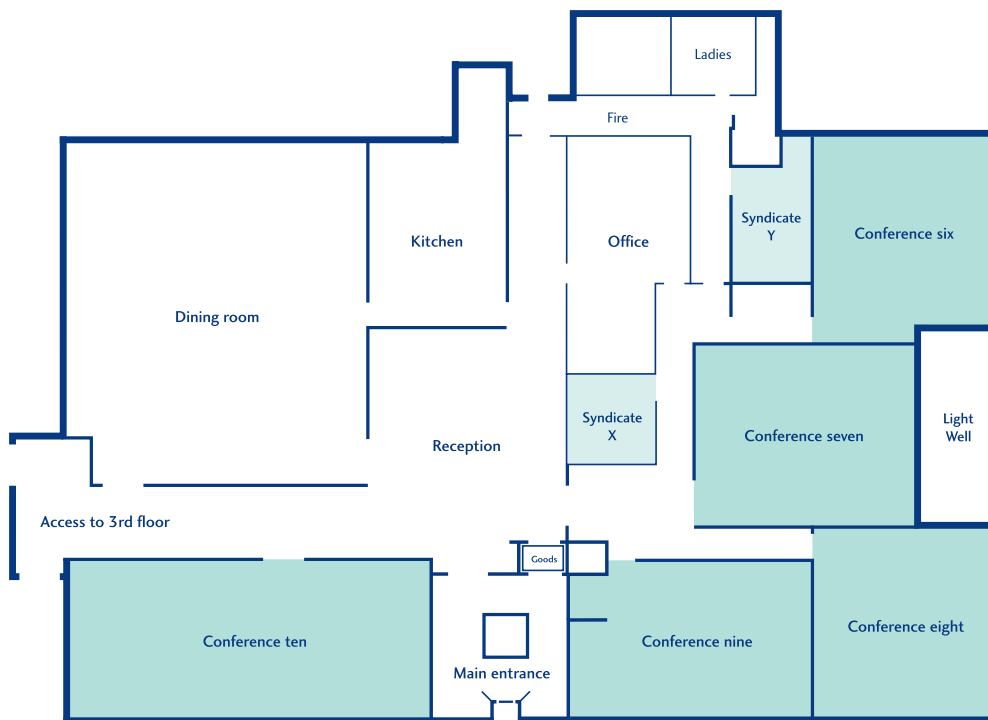 Ladies
Fire
Syndicate
Y
Conference six
Kitchen
Office
Dining room
Syndicate
X
Conference seven
Light
Well
Reception
Access to 3rd floor
Goods
Conference ten
Main entrance
Conference nine
Conference eight